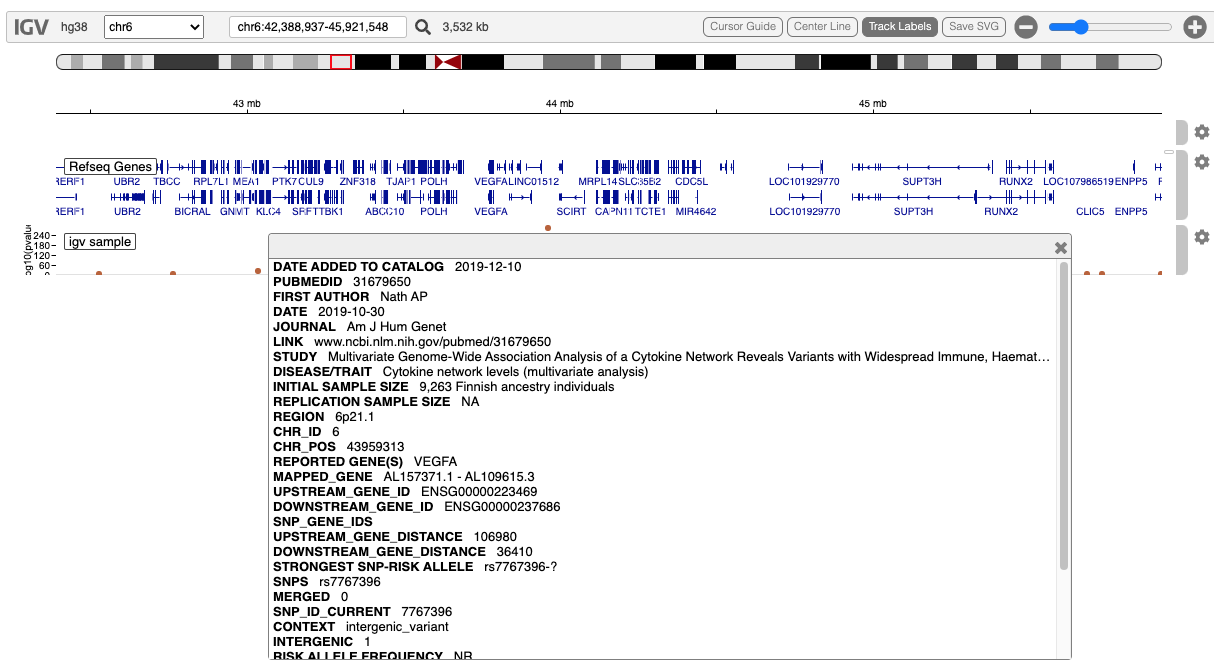 IGV hg38 chr6 chr6:42,388,937-45,921,548 3,532 kb Cursor Guide Center Line Track Labels Save SVG
43 mb 44 mb 45 mb
Refseq Genes
RERF1 UBR2 TBCC RPL7L1 MEA1 PTK7 CUL9 ZNF318 TJAP1 POLH VEGFA LINC01512 MRPL14 CDC5L LOC101929770 SUPT3H RUNX2 LOC107986519 ENPP5 F
RERF1 UBR2 BICRAL GNMT KLC4 TTBK1 ABCC10 POLH VEGFA SCIRT CAPN11 TCTE1 MIR4642 LOC101929770 SUPT3H RUNX2 CLIC5 ENPP5
igv sample
240
180
120
60
0
DATE ADDED TO CATALOG 2019-12-10
PUBMEDID 31679650
FIRST AUTHOR Nath AP
DATE 2019-10-30
JOURNAL Am J Hum Genet
LINK www.ncbi.nlm.nih.gov/pubmed/31679650
STUDY Multivariate Genome-Wide Association Analysis of a Cytokine Network Reveals Variants with Widespread Immune, Haemat…
DISEASE/TRAIT Cytokine network levels (multivariate analysis)
INITIAL SAMPLE SIZE 9,263 Finnish ancestry individuals
REPLICATION SAMPLE SIZE NA
REGION 6p21.1
CHR_ID 6
CHR_POS 43959313
REPORTED GENE(S) VEGFA
MAPPED_GENE AL157371.1 - AL109615.3
UPSTREAM_GENE_ID ENSG00000223469
DOWNSTREAM_GENE_ID ENSG00000237686
SNP_GENE_IDS
UPSTREAM_GENE_DISTANCE 106980
DOWNSTREAM_GENE_DISTANCE 36410
STRONGEST SNP-RISK ALLELE rs7767396-?
SNPS rs7767396
MERGED 0
SNP_ID_CURRENT 7767396
CONTEXT intergenic_variant
INTERGENIC 1
RISK ALLELE FREQUENCY NR